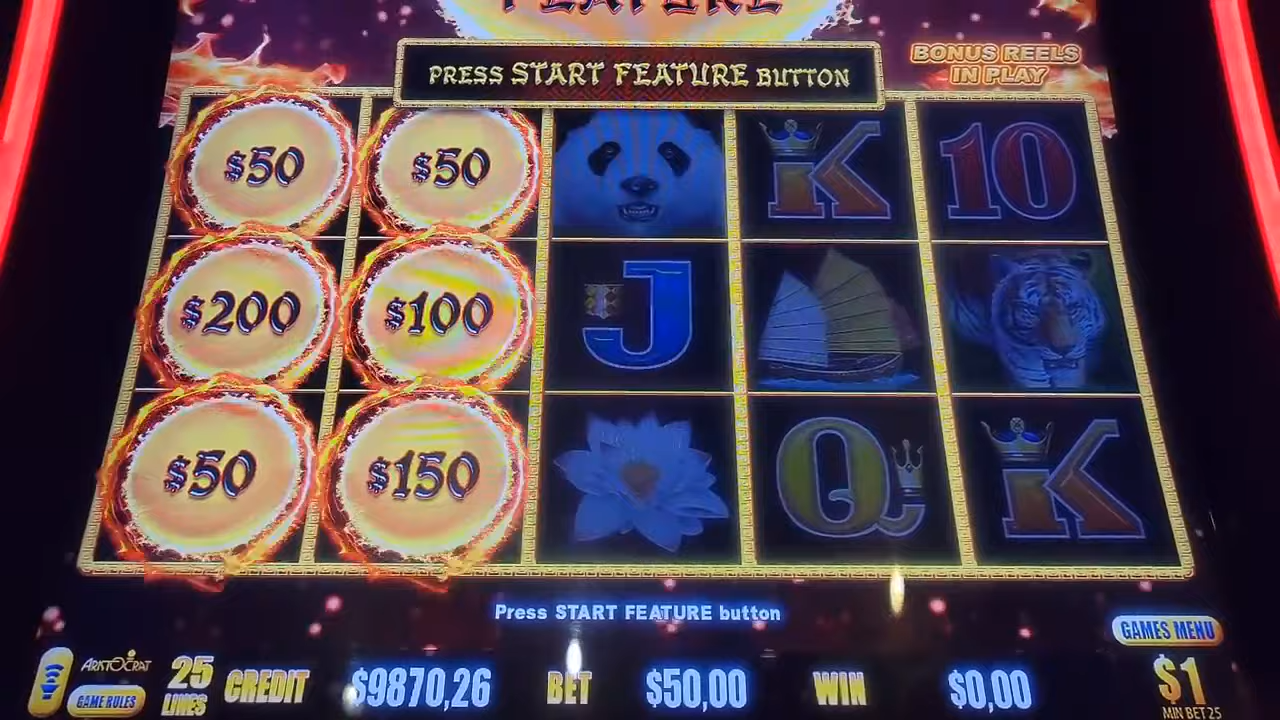 FEATURE
PRESS START FEATURE BUTTON
BONUS REELS
IN PLAY
$50
$50
K
10
$200
$100
J
$50
$150
Q
K
Press START FEATURE button
GAMES MENU
ARISTOCRAT
GAME RULES
25
LINES
CREDIT
$9870,26
BET
$50,00
WIN
$0,00
$1
MIN BET 25